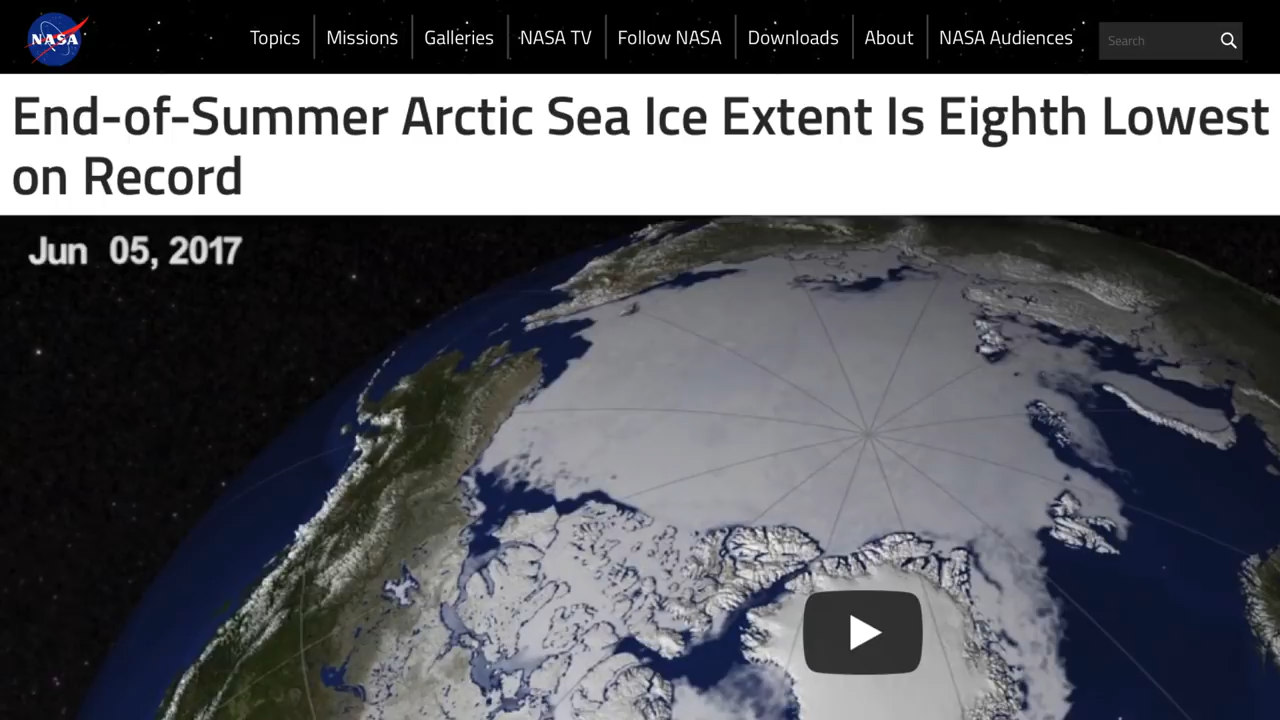 NASA
Topics
Missions
Galleries
NASA TV
Follow NASA
Downloads
About
NASA Audiences
Search
End-of-Summer Arctic Sea Ice Extent Is Eighth Lowest
on Record
Jun 05, 2017